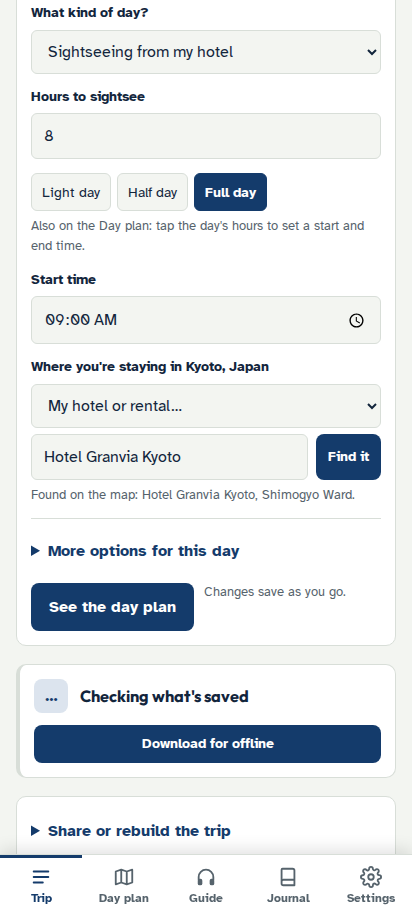 What kind of day?
Sightseeing from my hotel
Hours to sightsee
8
Light day
Half day
Full day
Also on the Day plan: tap the day's hours to set a start and
end time.
Start time
09:00 AM
Where you're staying in Kyoto, Japan
My hotel or rental...
Hotel Granvia Kyoto
Find it
Found on the map: Hotel Granvia Kyoto, Shimogyo Ward.
More options for this day
See the day plan
Changes save as you go.
... Checking what's saved
Download for offline
Share or rebuild the trip
Trip
Day plan
Guide
Journal
Settings